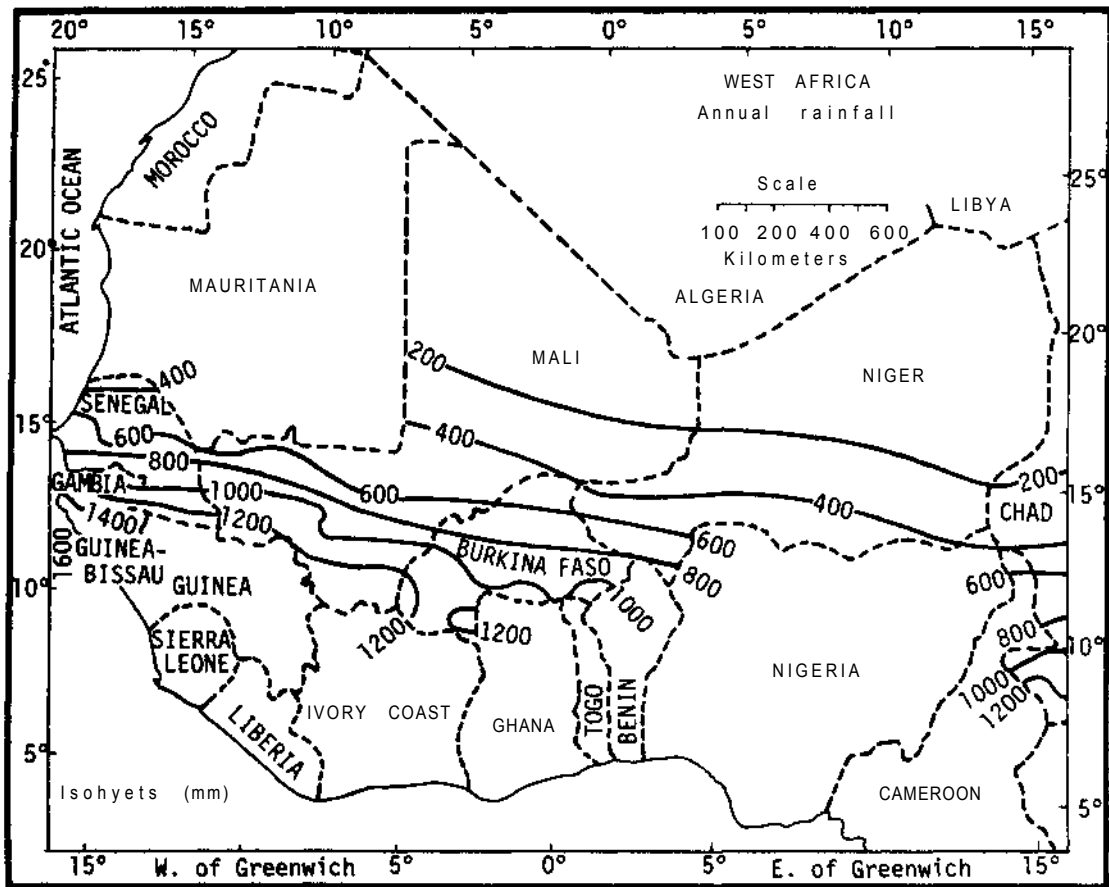 20° 15° 10° 5° 0° 5° 10° 15°
25°
WEST AFRICA
Annual rainfall
MOROCCO
ATLANTIC OCEAN
Scale
25°
LIBYA
100 200 400 600
Kilometers
20°
MAURITANIA
ALGERIA
20°
200
MALI
NIGER
400
SENEGAL
15°
600
400
800
200
15°
GAMBIA
1000
600
400
CHAD
1400
1200
1600
GUINEA-
BISSAU
600
BURKINA FASO
800
600
10°
GUINEA
1000
1200
1200
800
10°
SIERRA
LEONE
NIGERIA
1000
1200
LIBERIA
IVORY COAST
GHANA
TOGO
BENIN
5°
Isohyets (mm)
CAMEROON
5°
15° W. of Greenwich 5° 0° 5° E. of Greenwich 15°